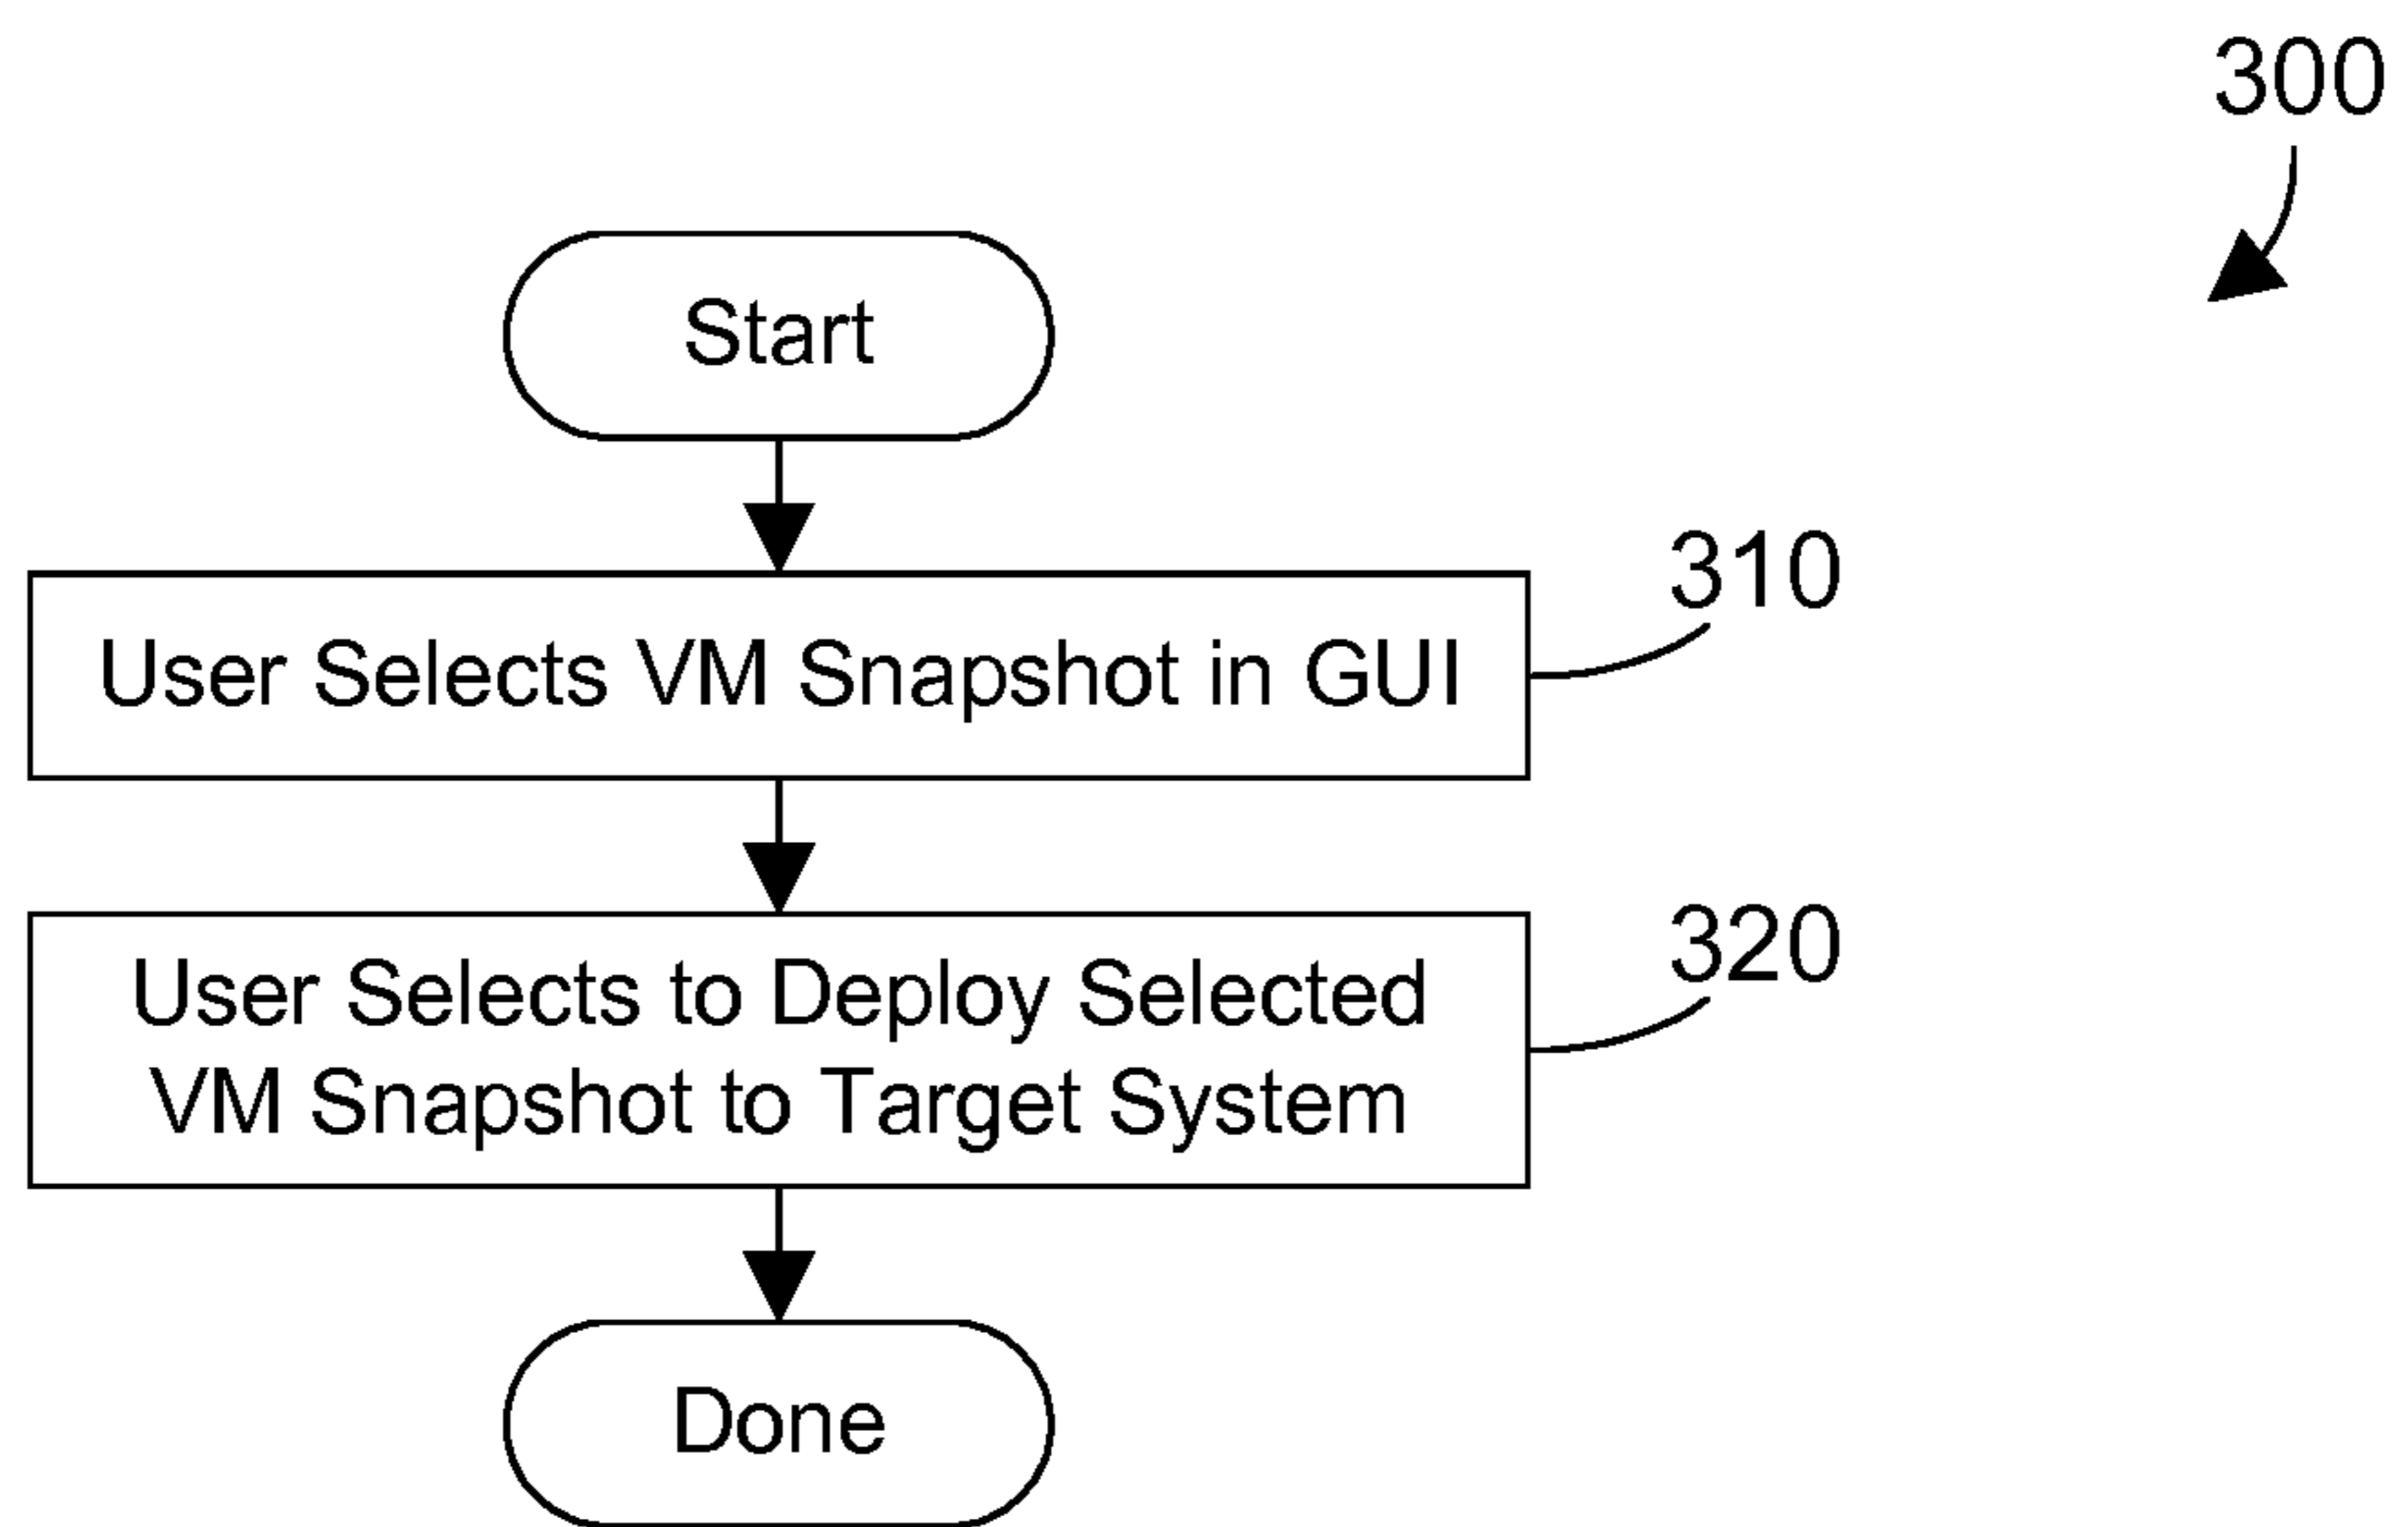 300
Start
310
User Selects VM Snapshot in GUI
320
User Selects to Deploy Selected
VM Snapshot to Target System
Done